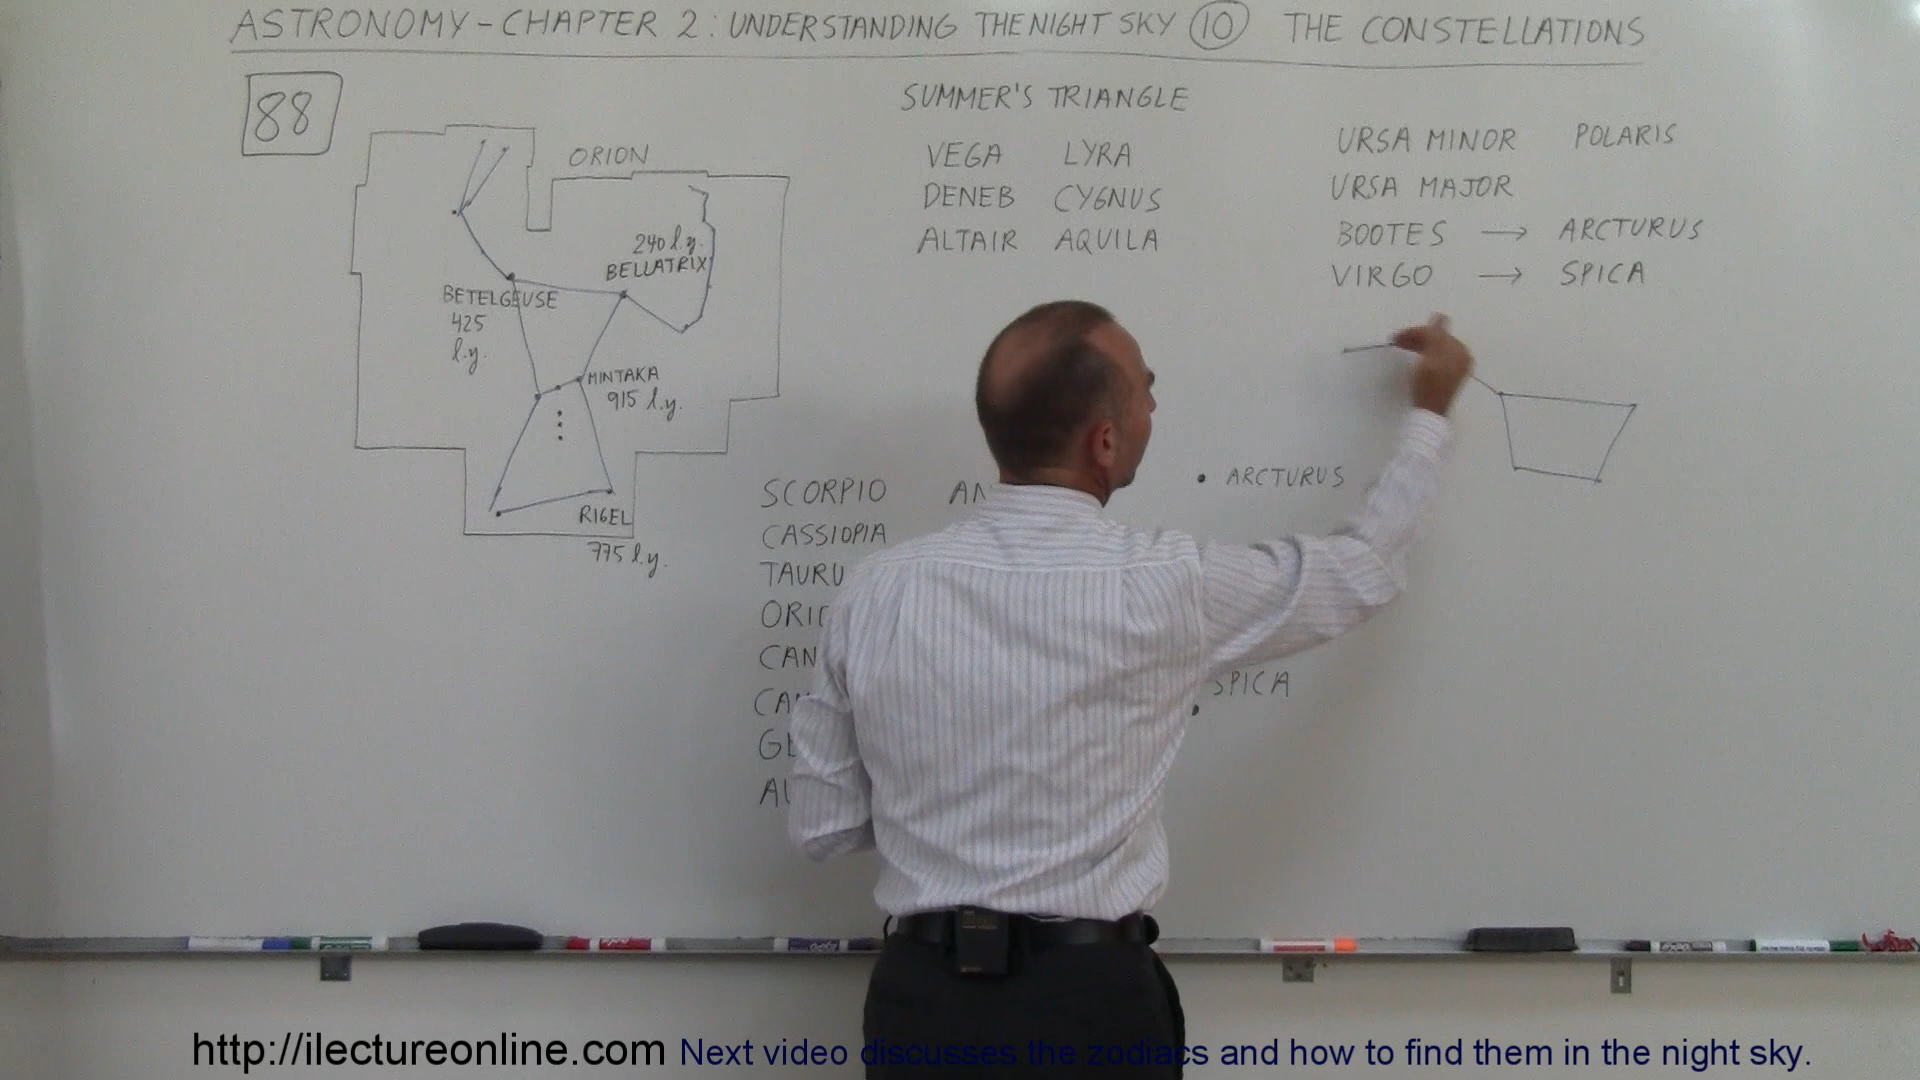 ASTRONOMY - CHAPTER 2 : UNDERSTANDING THE NIGHT SKY 10 THE CONSTELLATIONS
88
ORION
240 l.y.
BELLATRIX
BETELGEUSE
425
l.y.
MINTAKA
915 l.y.
RIGEL
775 l.y.
SUMMER'S TRIANGLE
VEGA LYRA
DENEB CYGNUS
ALTAIR AQUILA
URSA MINOR POLARIS
URSA MAJOR
BOOTES → ARCTURUS
VIRGO → SPICA
ARCTURUS
SPICA
SCORPIO
CASSIOPIA
http://ilectureonline.com Next video discusses the zodiacs and how to find them in the night sky.